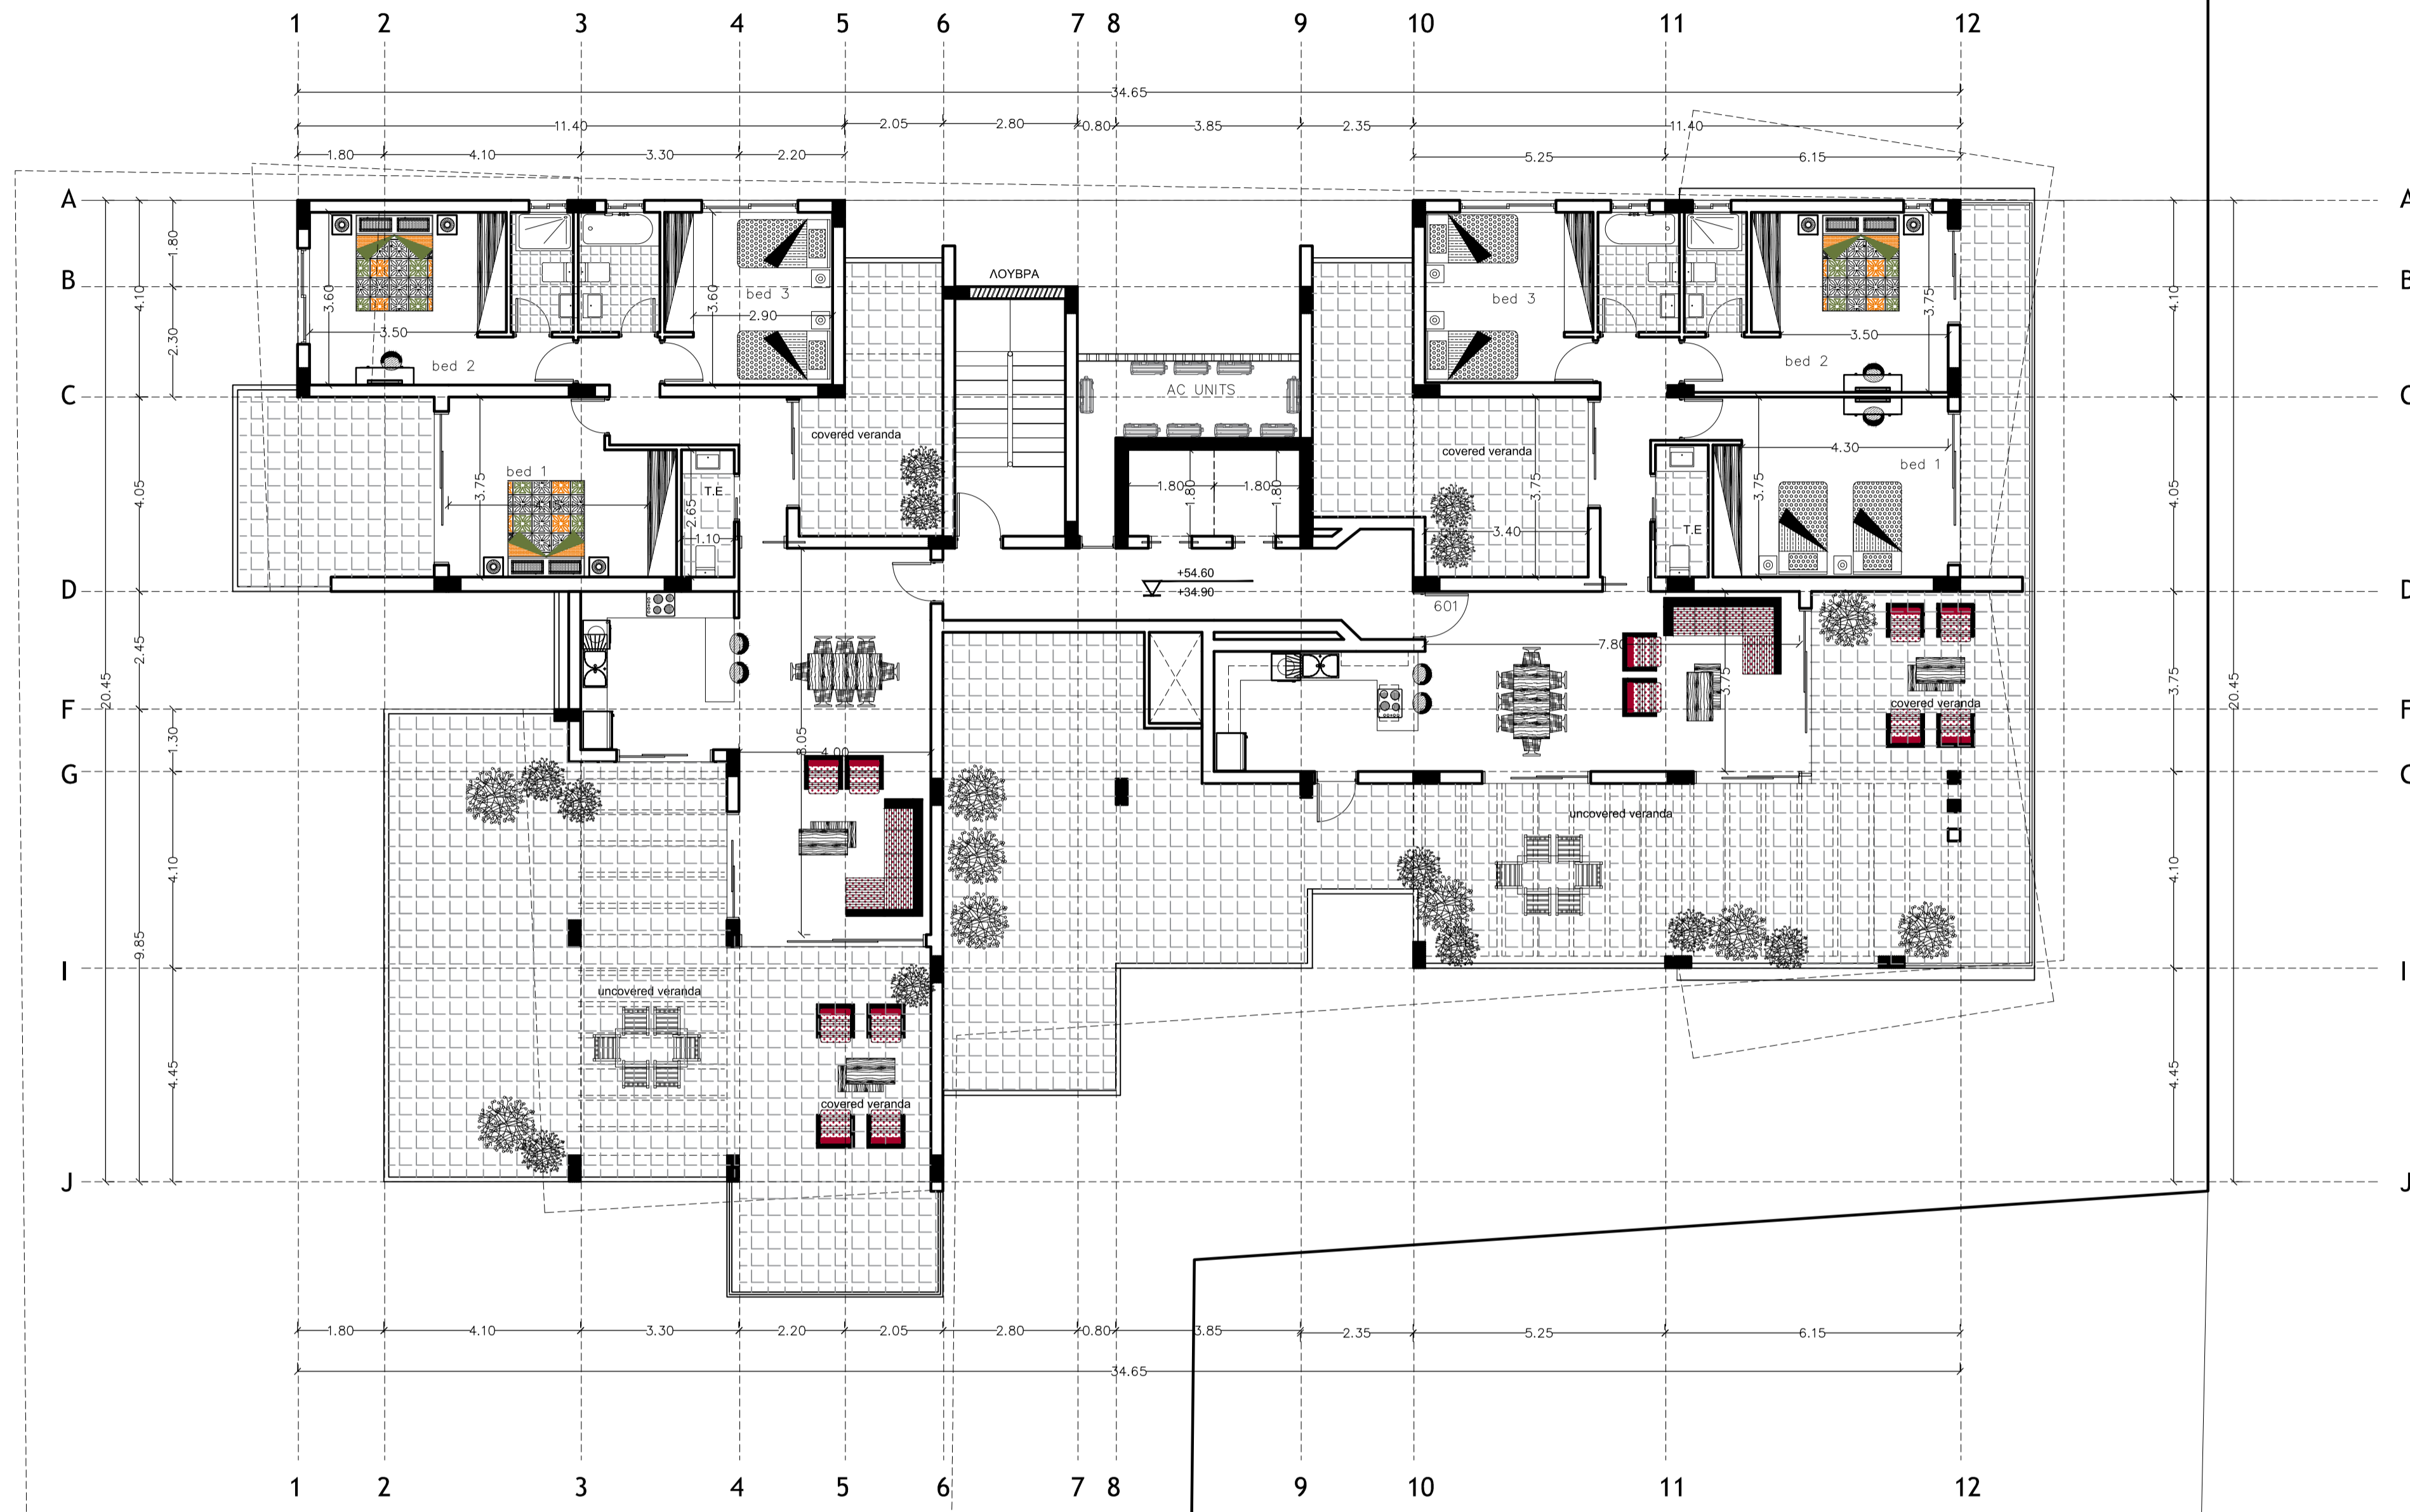 1 2 3 4 5 6 7 8 9 10 11 12
34.65
11.40 2.05 2.80 0.80 3.85 2.35 11.40
1.80 4.10 3.30 2.20 5.25 6.15
A A
1.80
ΛΟΥΒΡΑ
B B
4.10 3.60 3.60 bed 3 bed 3 3.75 4.10
2.90
2.30 3.50 3.50
bed 2 bed 2
AC UNITS
C C
covered veranda
covered veranda 4.30
bed 1 bed 1
4.05 3.75 T.E 1.80 1.80 1.80 1.80 3.75 3.75 4.05
2.65
1.10 3.40 T.E
+54.60
+34.90
D D
601
2.45 7.80
20.45 3.75 3.75 20.45
F covered veranda F
1.30 8.05 4.00
G G
uncovered veranda
4.10 4.10
9.85
I I
uncovered veranda
4.45 4.45
covered veranda
J J
1.80 4.10 3.30 2.20 2.05 2.80 0.80 3.85 2.35 5.25 6.15
34.65
1 2 3 4 5 6 7 8 9 10 11 12